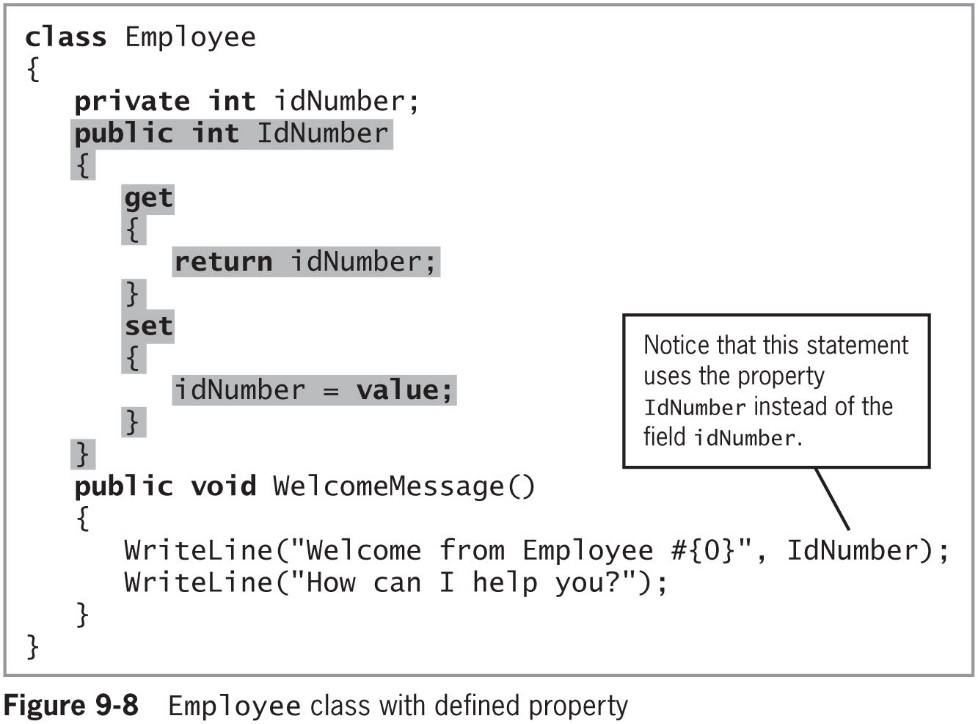 class Employee
{
private int idNumber;
public int IdNumber
{
get
{
return idNumber;
}
set
{
idNumber = value;
}
}
public void WelcomeMessage()
{
WriteLine("Welcome from Employee #{0}", IdNumber);
WriteLine("How can I help you?");
}
}
Notice that this statement
uses the property
IdNumber instead of the
field idNumber.
Figure 9-8 Employee class with defined property